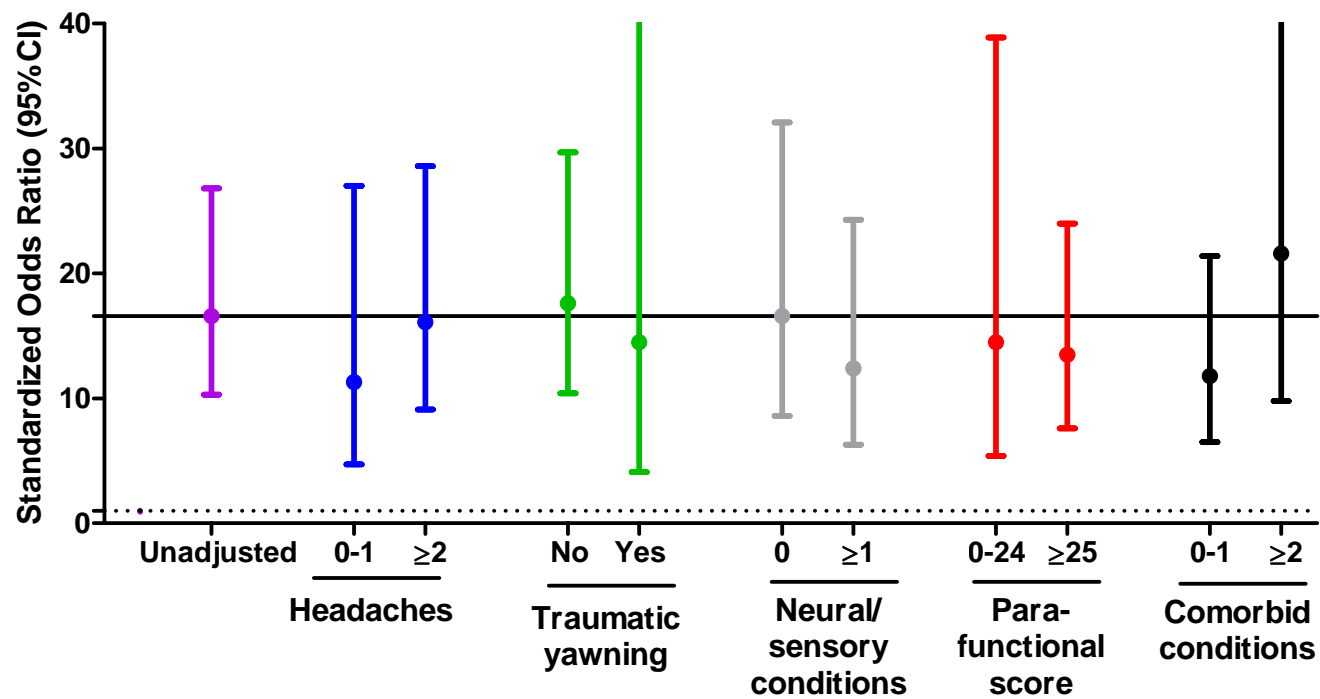 Standardized Odds Ratio (95%CI)
40
30
20
10
0
Unadjusted 0-1 ≥2 No Yes 0 ≥1 0-24 ≥25 0-1 ≥2
Headaches
Traumatic
yawning
Neural/
sensory
conditions
Para-
functional
score
Comorbid
conditions